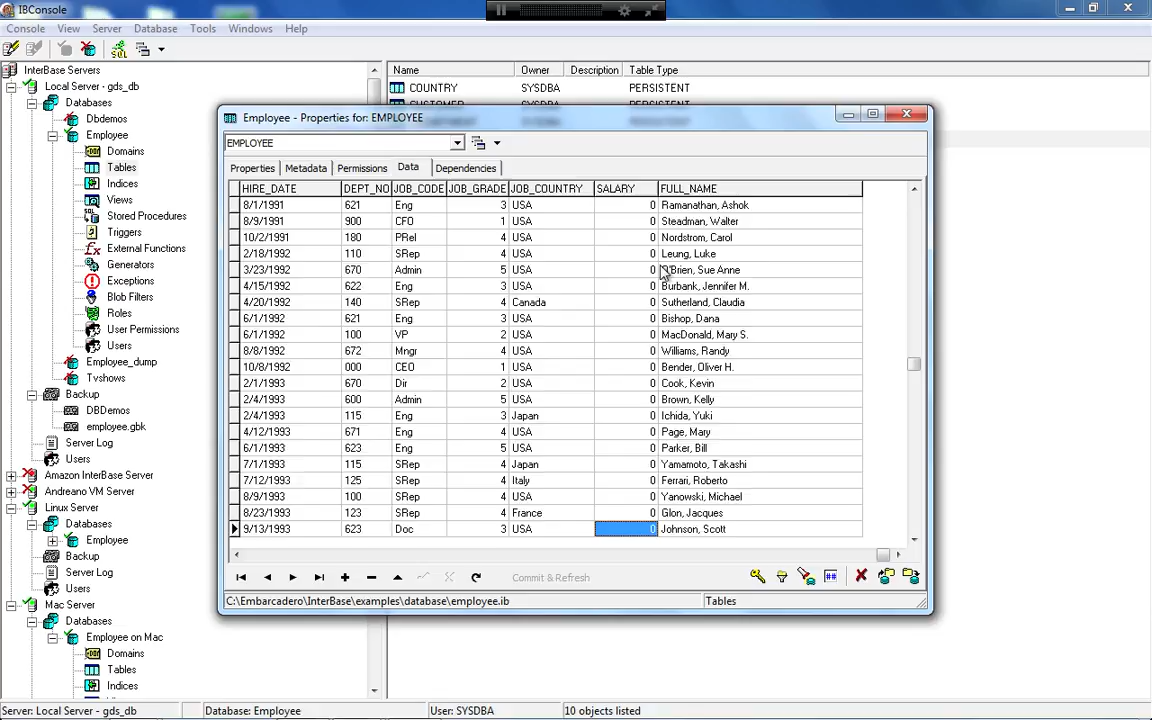 IBConsole
Console View Server Database Tools Windows Help
SQL
InterBase Servers
Local Server - gds_db
Databases
Dbdemos
Employee
Domains
Tables
Indices
Views
Stored Procedures
Triggers
External Functions
Generators
Exceptions
Blob Filters
Roles
User Permissions
Users
Employee_dump
Tvshows
Backup
DBDemos
employee.gbk
Server Log
Users
Amazon InterBase Server
Andreano VM Server
Linux Server
Databases
Employee
Backup
Server Log
Users
Mac Server
Databases
Employee on Mac
Domains
Tables
Indices
Name Owner Description Table Type
COUNTRY SYSDBA PERSISTENT
CUSTOMER SYSDBA PERSISTENT
Employee - Properties for: EMPLOYEE
EMPLOYEE
Properties Metadata Permissions Data Dependencies
HIRE_DATE DEPT_NO JOB_CODE JOB_GRADE JOB_COUNTRY SALARY FULL_NAME
8/1/1991 621 Eng 3 USA 0 Ramanathan, Ashok
8/9/1991 900 CFO 1 USA 0 Steadman, Walter
10/2/1991 180 PRel 4 USA 0 Nordstrom, Carol
2/18/1992 110 SRep 4 USA 0 Leung, Luke
3/23/1992 670 Admin 5 USA 0 O'Brien, Sue Anne
4/15/1992 622 Eng 3 USA 0 Burbank, Jennifer M.
4/20/1992 140 SRep 4 Canada 0 Sutherland, Claudia
6/1/1992 621 Eng 3 USA 0 Bishop, Dana
6/1/1992 100 VP 2 USA 0 MacDonald, Mary S.
8/8/1992 672 Mngr 4 USA 0 Williams, Randy
10/8/1992 000 CEO 1 USA 0 Bender, Oliver H.
2/1/1993 670 Dir 2 USA 0 Cook, Kevin
2/4/1993 600 Admin 5 USA 0 Brown, Kelly
2/4/1993 115 Eng 3 Japan 0 Ichida, Yuki
4/12/1993 671 Eng 4 USA 0 Page, Mary
6/1/1993 623 Eng 5 USA 0 Parker, Bill
7/1/1993 115 SRep 4 Japan 0 Yamamoto, Takashi
7/12/1993 125 SRep 4 Italy 0 Ferrari, Roberto
8/9/1993 100 SRep 4 USA 0 Yanowski, Michael
8/23/1993 123 SRep 4 France 0 Glon, Jacques
9/13/1993 623 Doc 3 USA 0 Johnson, Scott
Commit & Refresh
C:\Embarcadero\InterBase\examples\database\employee.ib Tables
Server: Local Server - gds_db Database: Employee User: SYSDBA 10 objects listed